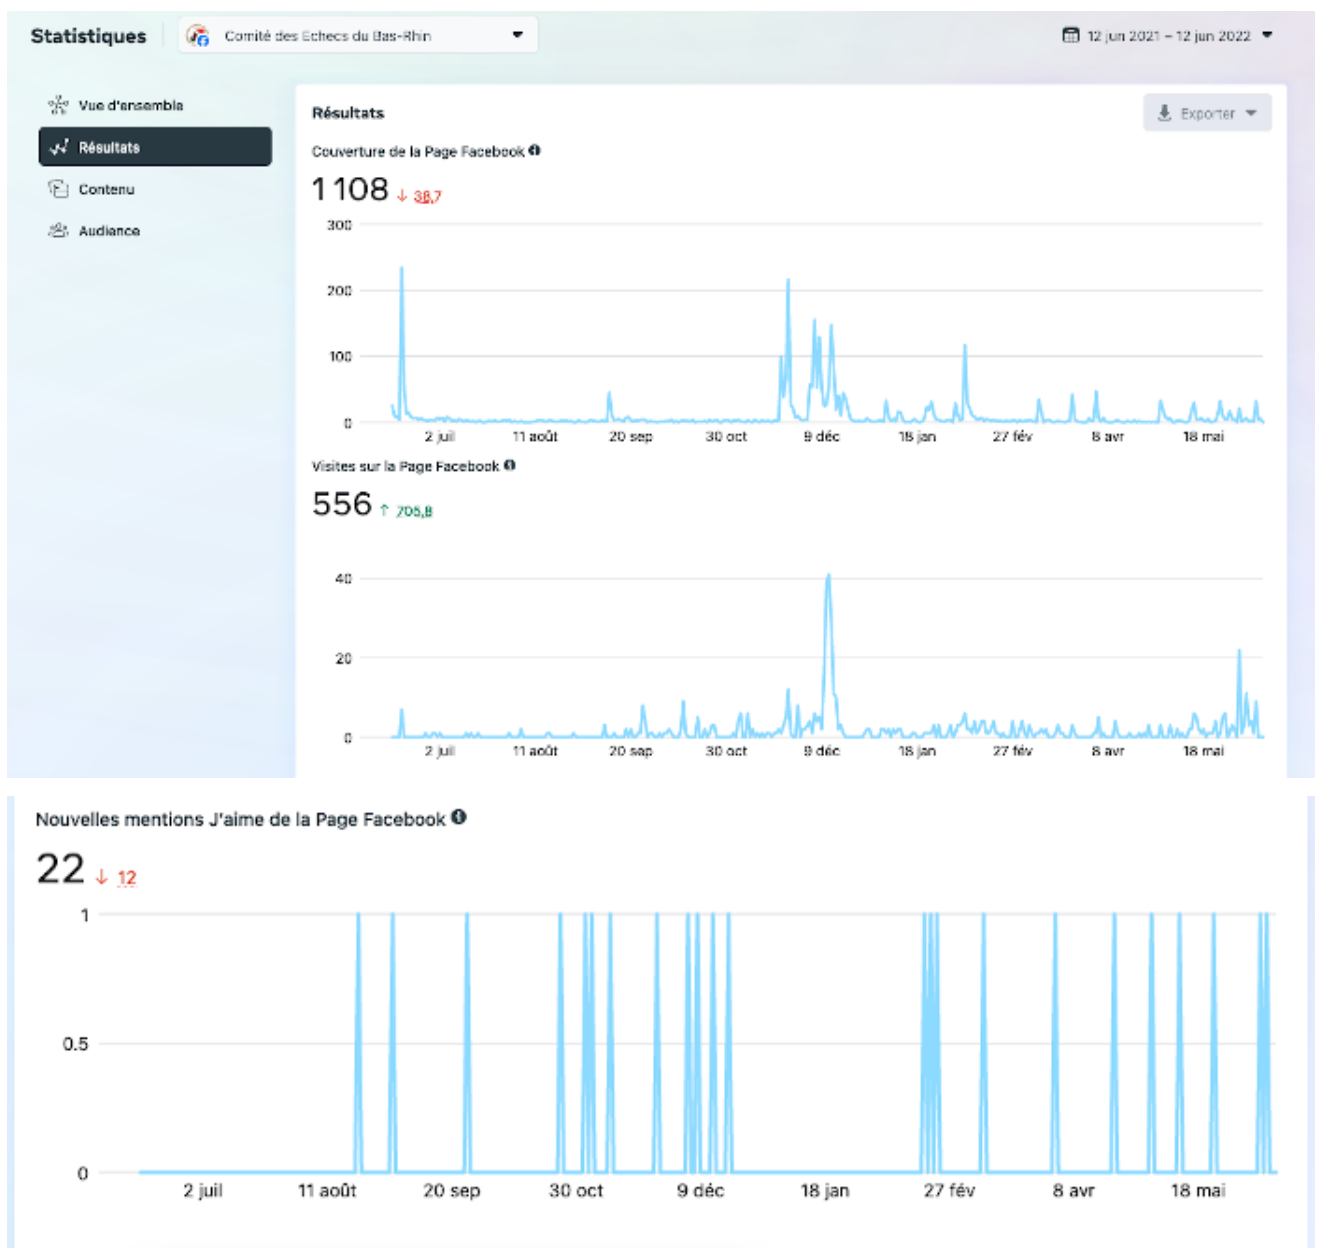 Statistiques
Comité des Echecs du Bas-Rhin
12 jun 2021 – 12 jun 2022
Vue d'ensemble
Résultats
Contenu
Audience
Résultats
Exporter
Couverture de la Page Facebook
1 108 ↓ 38,7
300
200
100
0
2 juil 11 août 20 sep 30 oct 9 déc 18 jan 27 fév 8 avr 18 mai
Visites sur la Page Facebook
556 ↑ 705,8
40
20
0
2 juil 11 août 20 sep 30 oct 9 déc 18 jan 27 fév 8 avr 18 mai
Nouvelles mentions J'aime de la Page Facebook
22 ↓ 12
1
0.5
0
2 juil 11 août 20 sep 30 oct 9 déc 18 jan 27 fév 8 avr 18 mai